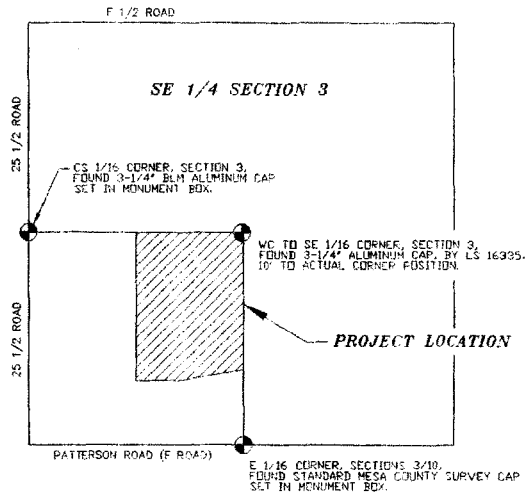 F 1/2 ROAD
SE 1/4 SECTION 3
25 1/2 ROAD
CS 1/16 CORNER, SECTION 3,
FOUND 3-1/4" BLM ALUMINUM CAP
SET IN MONUMENT BOX.
WC TO SE 1/16 CORNER, SECTION 3,
FOUND 3-1/4" ALUMINUM CAP, BY LS 16835.
10' TO ACTUAL CORNER POSITION.
25 1/2 ROAD
PROJECT LOCATION
PATTERSON ROAD (F ROAD)
E 1/16 CORNER, SECTIONS 3/10,
FOUND STANDARD MESA COUNTY SURVEY CAP
SET IN MONUMENT BOX.